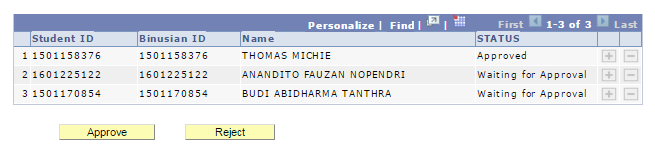 Personalize | Find | | First 1-3 of 3 Last
Student ID Binusian ID Name STATUS
1 1501158376 1501158376 THOMAS MICHIE Approved
2 1601225122 1601225122 ANANDITO FAUZAN NOPENDRI Waiting for Approval
3 1501170854 1501170854 BUDI ABIDHARMA TANTHRA Waiting for Approval
Approve Reject